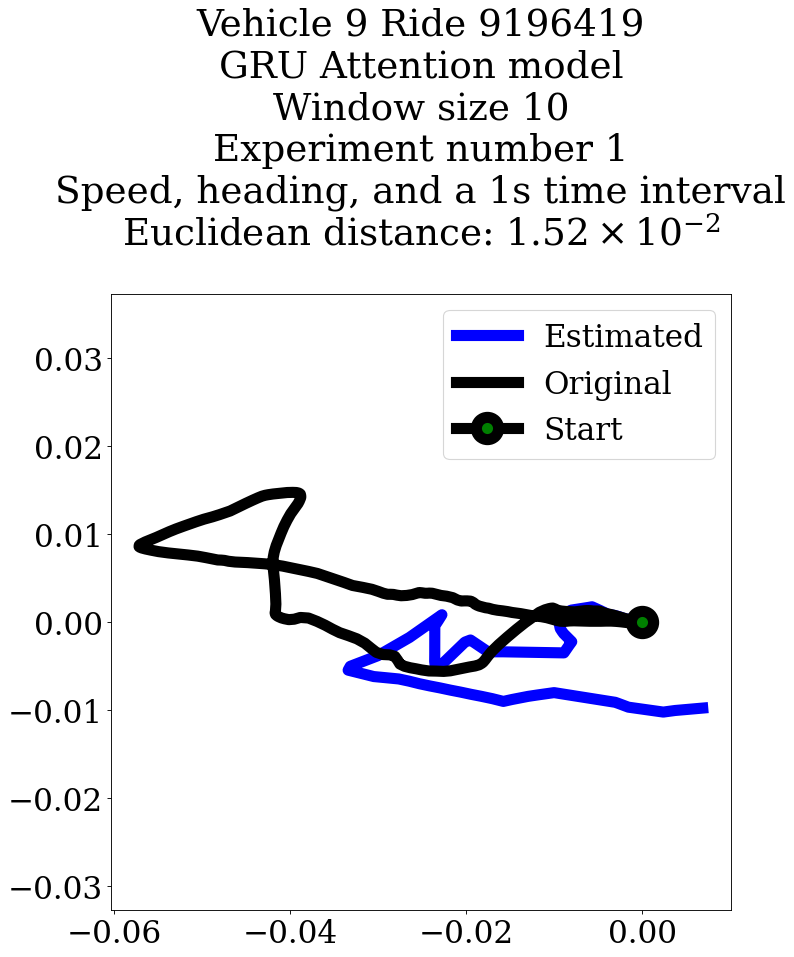 Vehicle 9 Ride 9196419
GRU Attention model
Window size 10
Experiment number 1
Speed, heading, and a 1s time interval
Euclidean distance: 1.52 × 10⁻²
Estimated
Original
Start
0.03
0.02
0.01
0.00
−0.01
−0.02
−0.03
−0.06 −0.04 −0.02 0.00